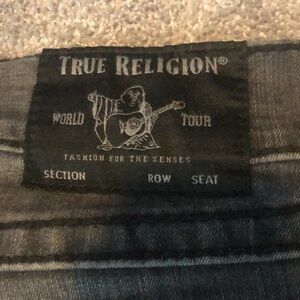 TRUE RELIGION®
WORLD TOUR
FASHION FOR THE SENSES
SECTION ROW SEAT